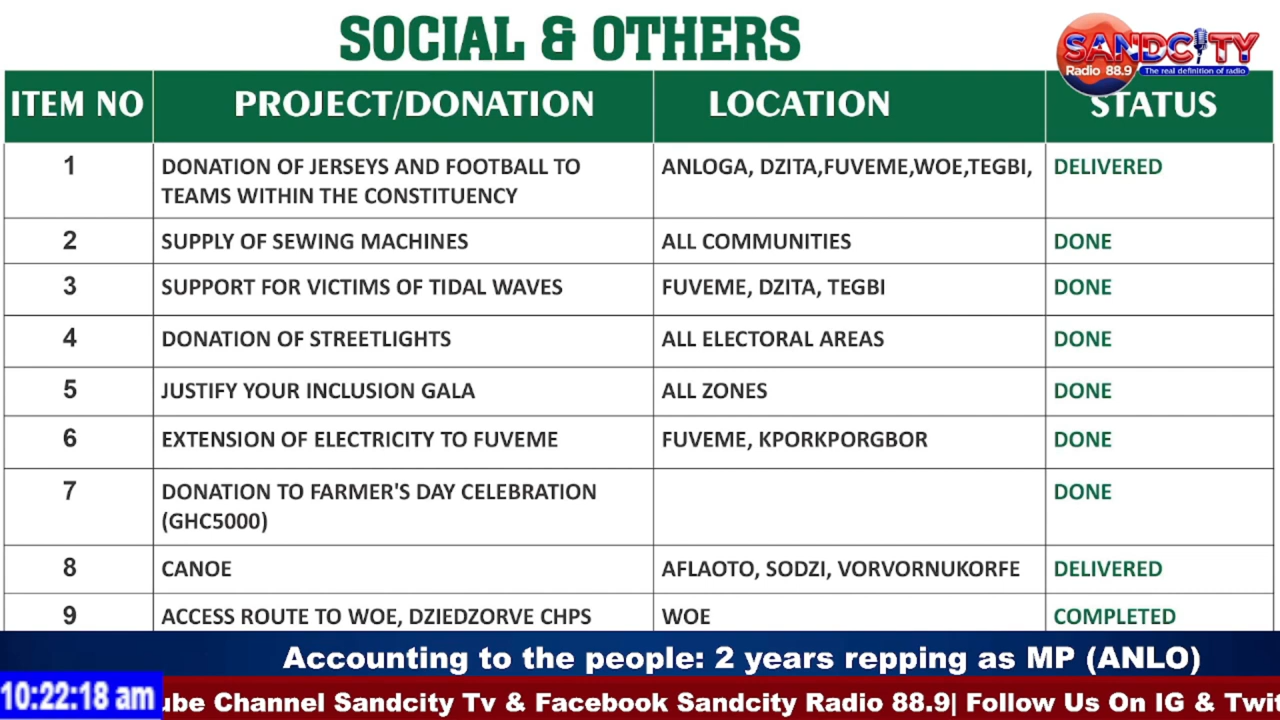 SOCIAL & OTHERS
SANDCITY
Radio 88.9
The real definition of radio
ITEM NO PROJECT/DONATION LOCATION STATUS
1 DONATION OF JERSEYS AND FOOTBALL TO ANLOGA, DZITA,FUVEME,WOE,TEGBI, DELIVERED
TEAMS WITHIN THE CONSTITUENCY
2 SUPPLY OF SEWING MACHINES ALL COMMUNITIES DONE
3 SUPPORT FOR VICTIMS OF TIDAL WAVES FUVEME, DZITA, TEGBI DONE
4 DONATION OF STREETLIGHTS ALL ELECTORAL AREAS DONE
5 JUSTIFY YOUR INCLUSION GALA ALL ZONES DONE
6 EXTENSION OF ELECTRICITY TO FUVEME FUVEME, KPORKPORGBOR DONE
7 DONATION TO FARMER'S DAY CELEBRATION DONE
(GHC5000)
8 CANOE AFLAOTO, SODZI, VORVORNUKORFE DELIVERED
9 ACCESS ROUTE TO WOE, DZIEDZORVE CHPS WOE COMPLETED
Accounting to the people: 2 years repping as MP (ANLO)
10:22:18 am ube Channel Sandcity Tv & Facebook Sandcity Radio 88.9| Follow Us On IG & Twit